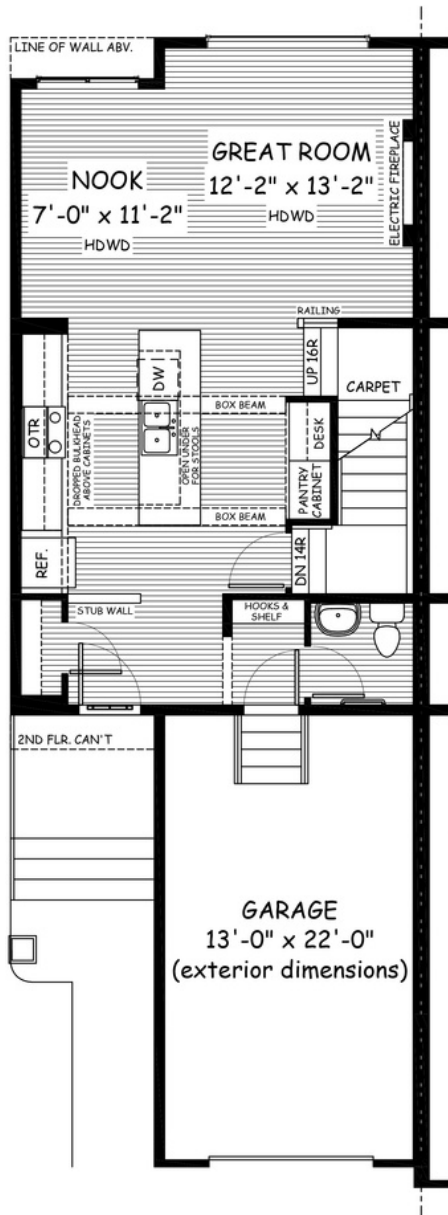 LINE OF WALL ABV.
GREAT ROOM
12'-2" x 13'-2"
HDWD
NOOK
7'-0" x 11'-2"
HDWD
ELECTRIC FIREPLACE
RAILING
UP 16R
CARPET
DW
BOX BEAM
OTR
DROPPED BULKHEAD
ABOVE CABINETS
OPEN UNDER
FOR STOOLS
DESK
PANTRY
CABINET
BOX BEAM
REF.
DN 14R
STUB WALL
HOOKS &
SHELF
2ND FLR. CAN'T
GARAGE
13'-0" x 22'-0"
(exterior dimensions)